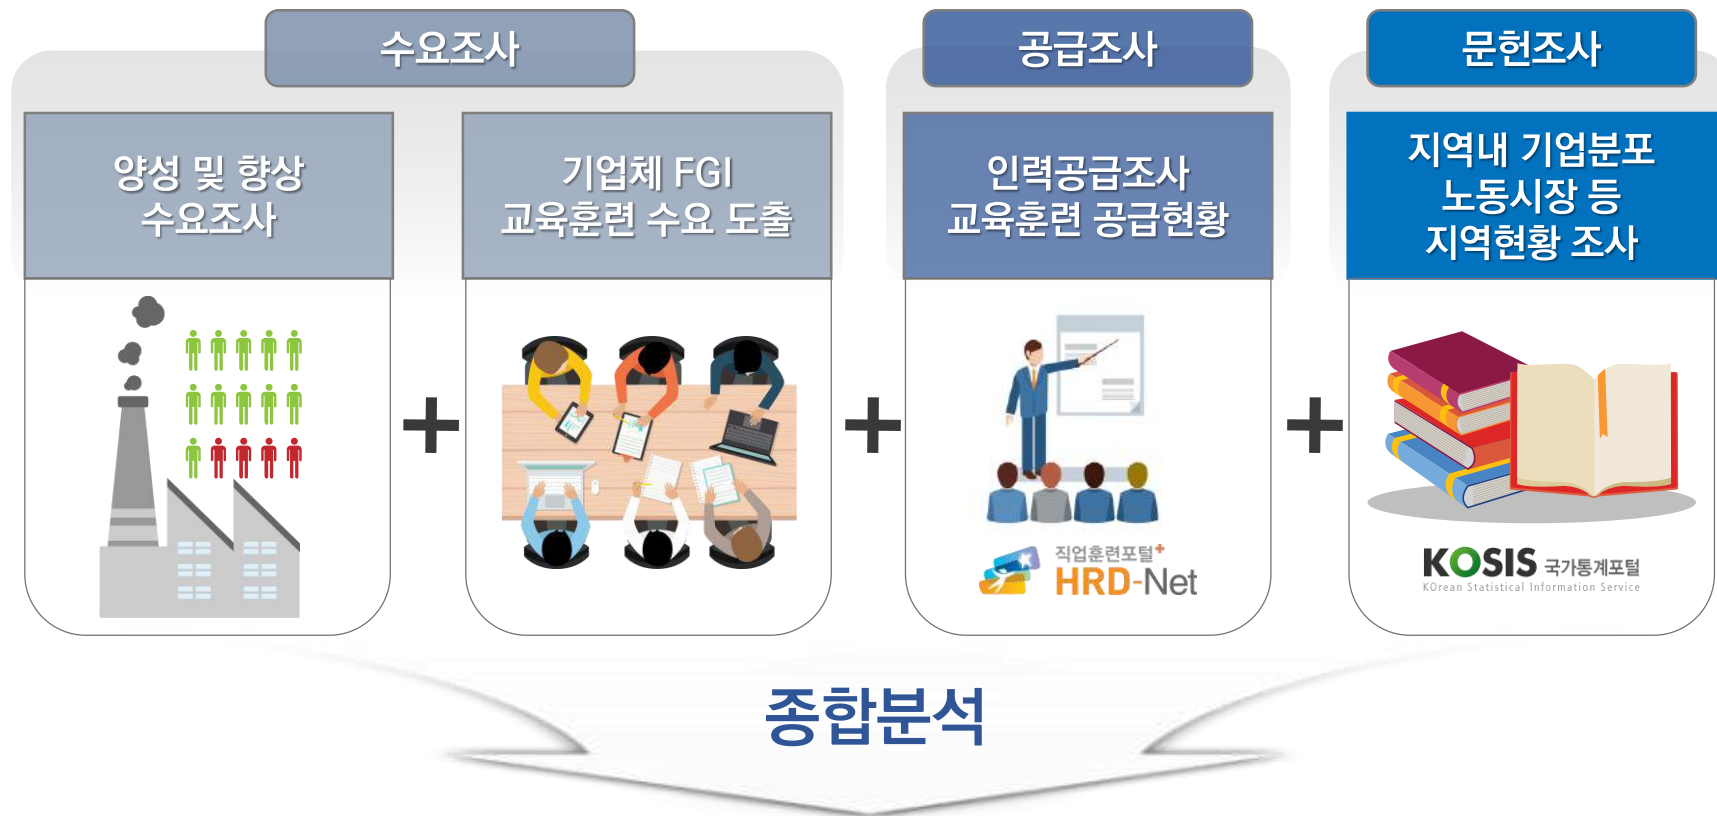 수요조사
양성 및 향상
수요조사
기업체 FGI
교육훈련 수요 도출
공급조사
인력공급조사
교육훈련 공급현황
직업훈련포털+
HRD-Net
문헌조사
지역내 기업분포
노동시장 등
지역현황 조사
KOSIS 국가통계포털
KOrean Statistical Information Service
종합분석